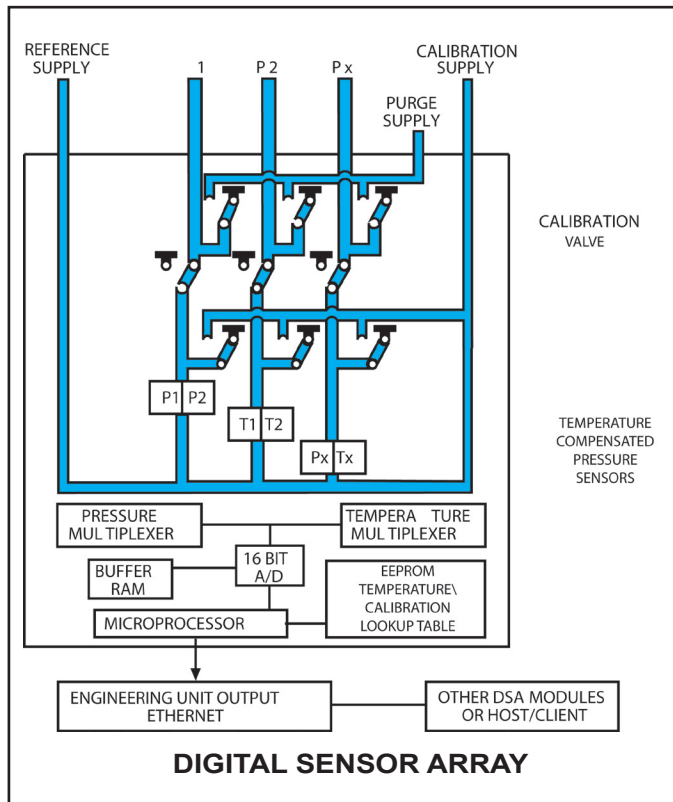 REFERENCE
SUPPLY
1
P 2
P x
CALIBRATION
SUPPLY
PURGE
SUPPLY
CALIBRATION
VALVE
P1 P2
T1 T2
Px Tx
TEMPERATURE
COMPENSATED
PRESSURE
SENSORS
PRESSURE
MUL TIPLEXER
TEMPERA TURE
MUL TIPLEXER
16 BIT
A/D
BUFFER
RAM
EEPROM
TEMPERATURE\
CALIBRATION
LOOKUP TABLE
MICROPROCESSOR
ENGINEERING UNIT OUTPUT
ETHERNET
OTHER DSA MODULES
OR HOST/CLIENT
DIGITAL SENSOR ARRAY